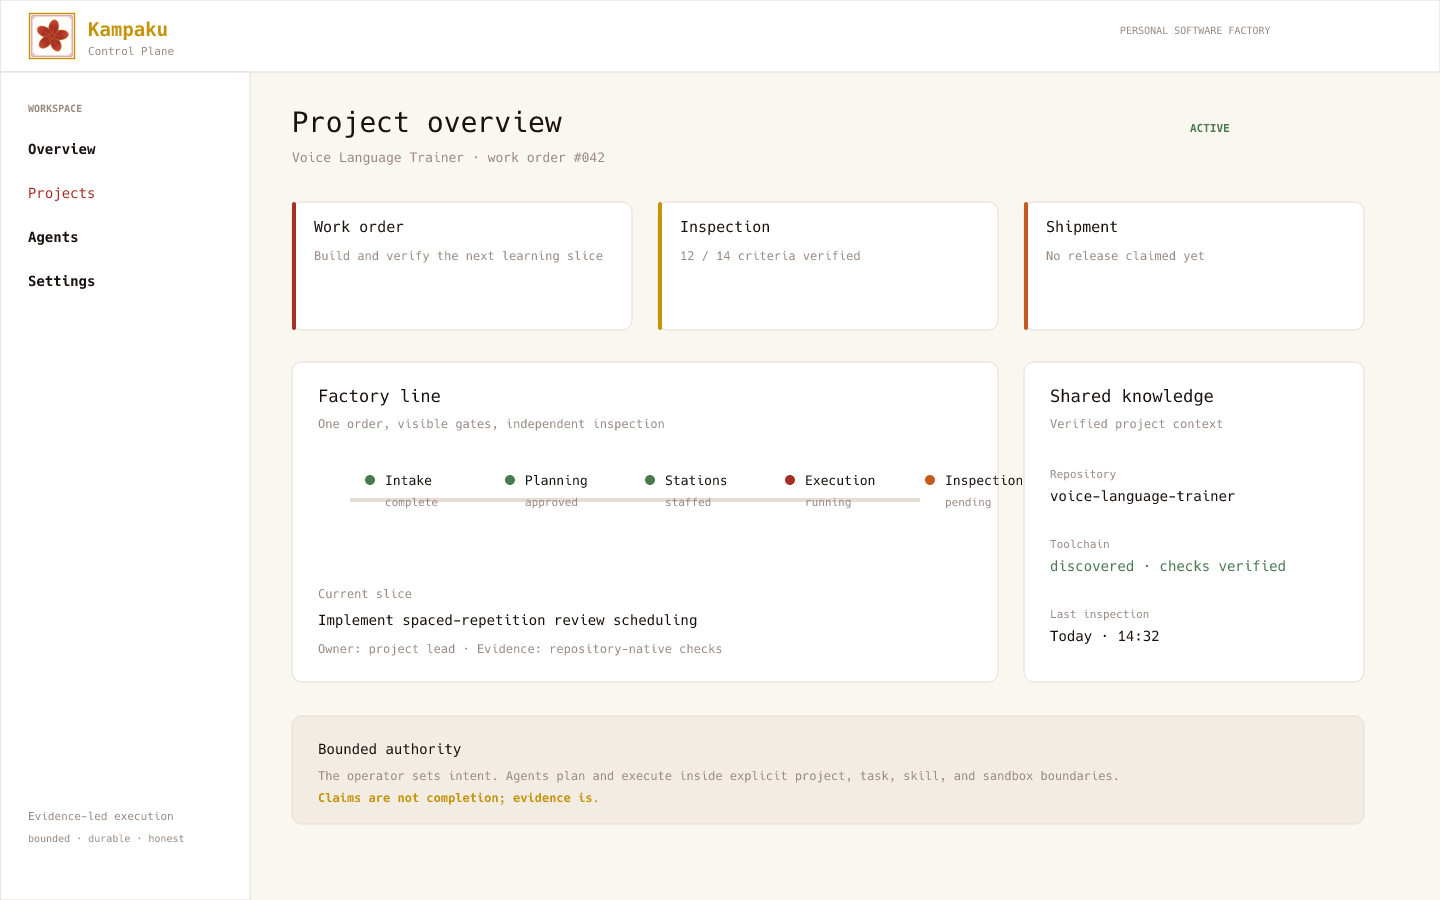 Kampaku
Control Plane
PERSONAL SOFTWARE FACTORY
WORKSPACE
Overview
Projects
Agents
Settings
Evidence-led execution
bounded · durable · honest
Project overview
ACTIVE
Voice Language Trainer · work order #042
Work order
Build and verify the next learning slice
Inspection
12 / 14 criteria verified
Shipment
No release claimed yet
Factory line
One order, visible gates, independent inspection
Intake
complete
Planning
approved
Stations
staffed
Execution
running
Inspection
pending
Current slice
Implement spaced-repetition review scheduling
Owner: project lead · Evidence: repository-native checks
Shared knowledge
Verified project context
Repository
voice-language-trainer
Toolchain
discovered · checks verified
Last inspection
Today · 14:32
Bounded authority
The operator sets intent. Agents plan and execute inside explicit project, task, skill, and sandbox boundaries.
Claims are not completion; evidence is.